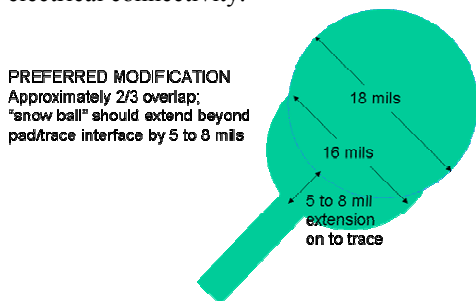 electrical connectivity.
PREFERRED MODIFICATION
Approximately 2/3 overlap;
“snow ball” should extend beyond
pad/trace interface by 5 to 8 mils
18 mils
16 mils
5 to 8 mil
extension
on to trace